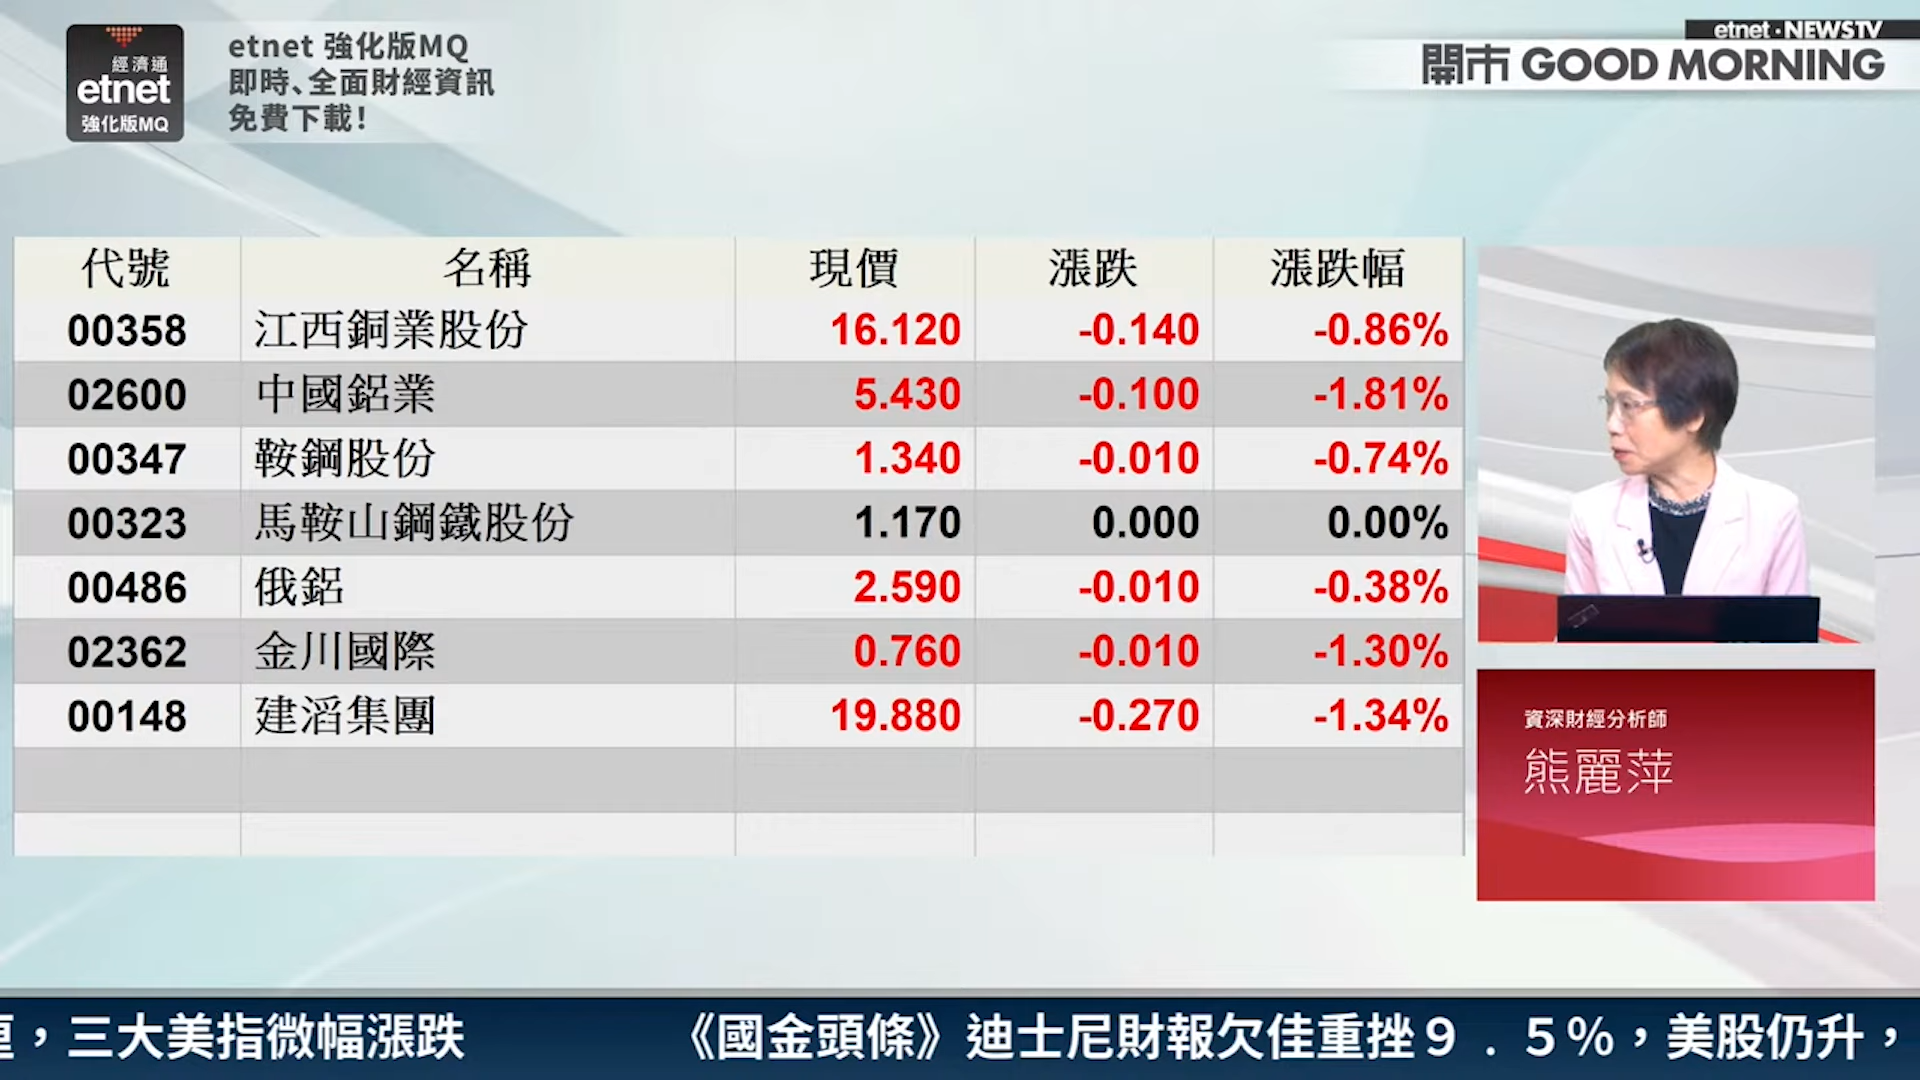 經濟通
etnet
強化版MQ
etnet 強化版MQ
即時、全面財經資訊
免費下載！
etnet · NEWSTV
開市 GOOD MORNING
代號 名稱 現價 漲跌 漲跌幅
00358 江西銅業股份 16.120 -0.140 -0.86%
02600 中國鋁業 5.430 -0.100 -1.81%
00347 鞍鋼股份 1.340 -0.010 -0.74%
00323 馬鞍山鋼鐵股份 1.170 0.000 0.00%
00486 俄鋁 2.590 -0.010 -0.38%
02362 金川國際 0.760 -0.010 -1.30%
00148 建滔集團 19.880 -0.270 -1.34%
資深財經分析師
熊麗萍
，三大美指微幅漲跌 《國金頭條》迪士尼財報欠佳重挫９．５％，美股仍升，